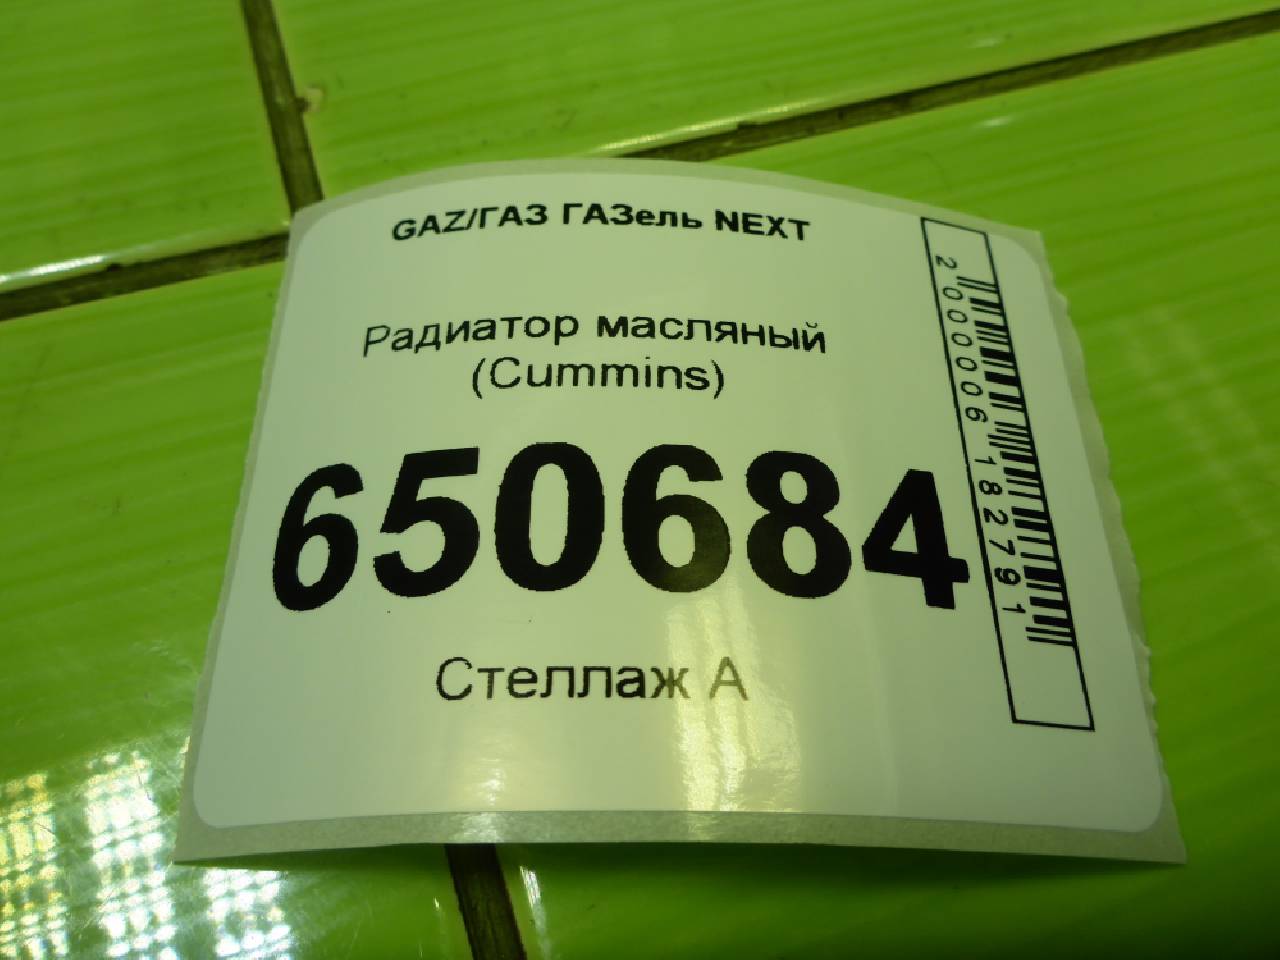 GAZ/ГАЗ ГАЗель NEXT
Радиатор масляный
(Cummins)
650684
Стеллаж А
2000006182791